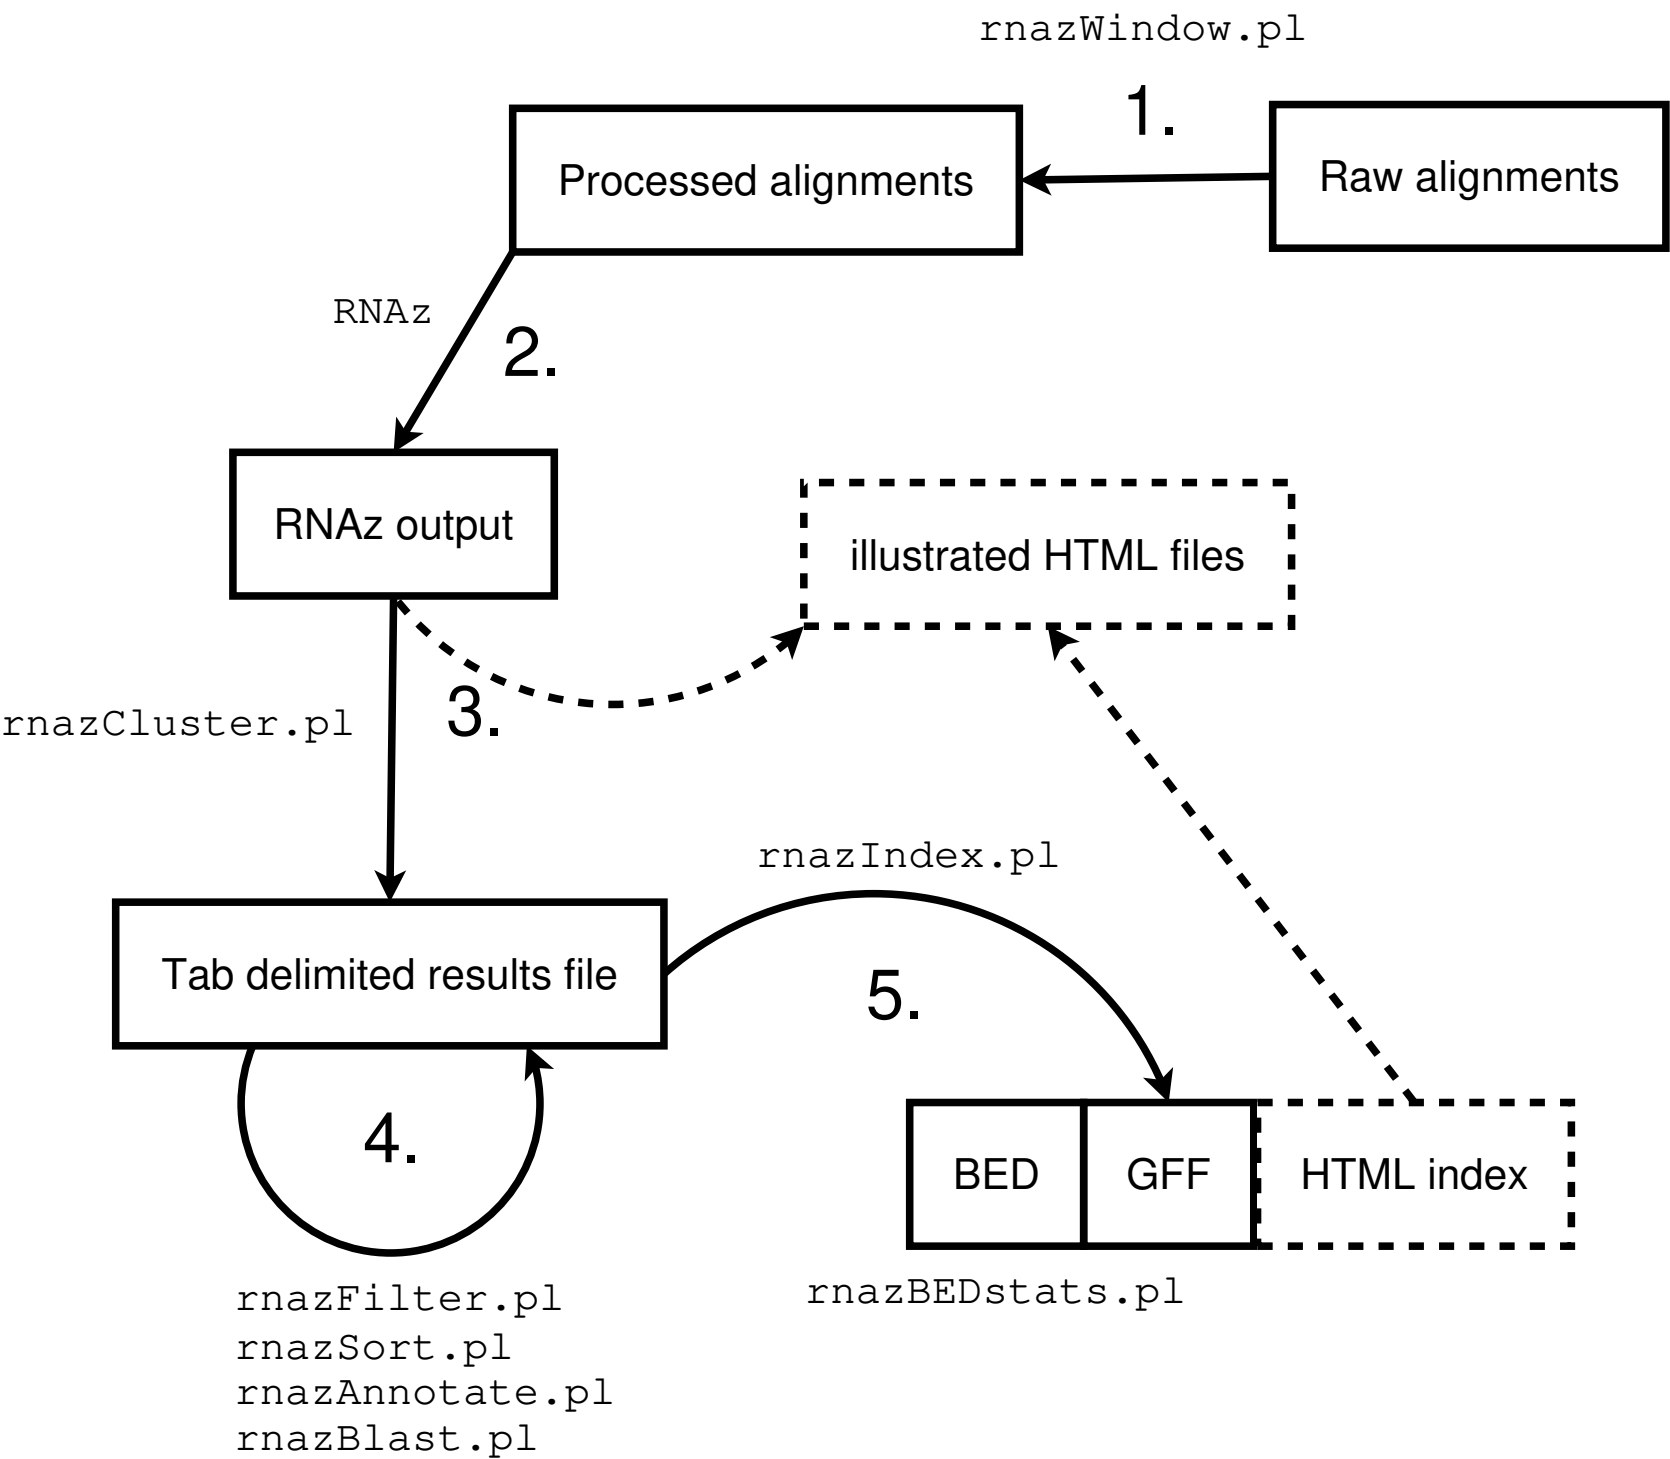 rnazWindow.pl
1.
Processed alignments
Raw alignments
RNAz
2.
RNAz output
illustrated HTML files
3.
rnazCluster.pl
rnazIndex.pl
Tab delimited results file
5.
4.
BED
GFF
HTML index
rnazBEDstats.pl
rnazFilter.pl
rnazSort.pl
rnazAnnotate.pl
rnazBlast.pl